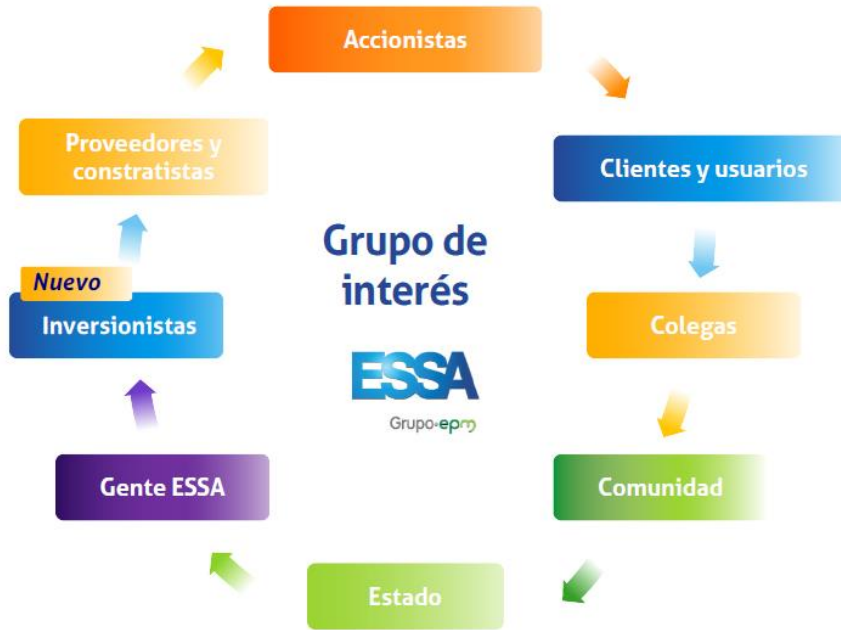 Accionistas
Clientes y usuarios
Colegas
Comunidad
Estado
Gente ESSA
Nuevo
Inversionistas
Proveedores y
constratistas
Grupo de
interés
ESSA
Grupo·epm